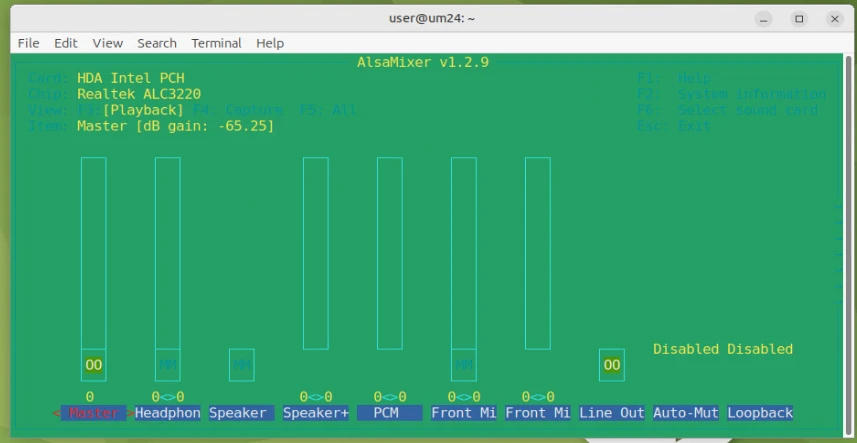 user@um24: ~
File Edit View Search Terminal Help
AlsaMixer v1.2.9
Card: HDA Intel PCH F1: Help
Chip: Realtek ALC3220 F2: System information
View: F3:[Playback] F4: Capture F5: All F6: Select sound card
Item: Master [dB gain: -65.25] Esc: Exit
Disabled Disabled
OO MM MM MM OO
0 0<>0 0<>0 0<>0 0<>0 0<>0
< Master > Headphon Speaker Speaker+ PCM Front Mi Front Mi Line Out Auto-Mut Loopback